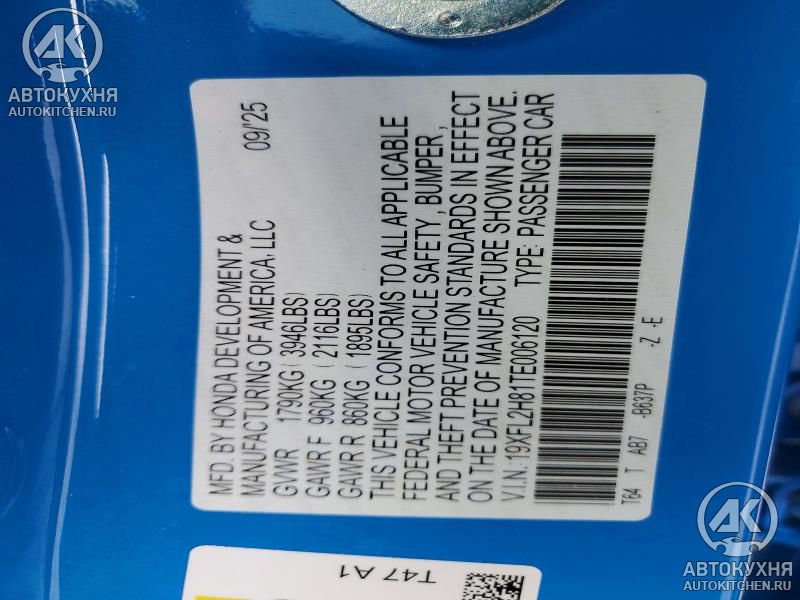 AK
АВТОКУХНЯ
AUTOKITCHEN.RU
MFD. BY HONDA DEVELOPMENT & 09/'25
MANUFACTURING OF AMERICA, LLC
GVWR 1790KG (3946LBS)
GAWR F 960KG (2116LBS)
GAWR R 860KG (1895LBS)
THIS VEHICLE CONFORMS TO ALL APPLICABLE
FEDERAL MOTOR VEHICLE SAFETY, BUMPER,
AND THEFT PREVENTION STANDARDS IN EFFECT
ON THE DATE OF MANUFACTURE SHOWN ABOVE.
V.I.N: 19XFL2H81TE006120 TYPE: PASSENGER CAR
T64 T AB7 -B637P -Z -E
T47 A1
AK
АВТОКУХНЯ
AUTOKITCHEN.RU